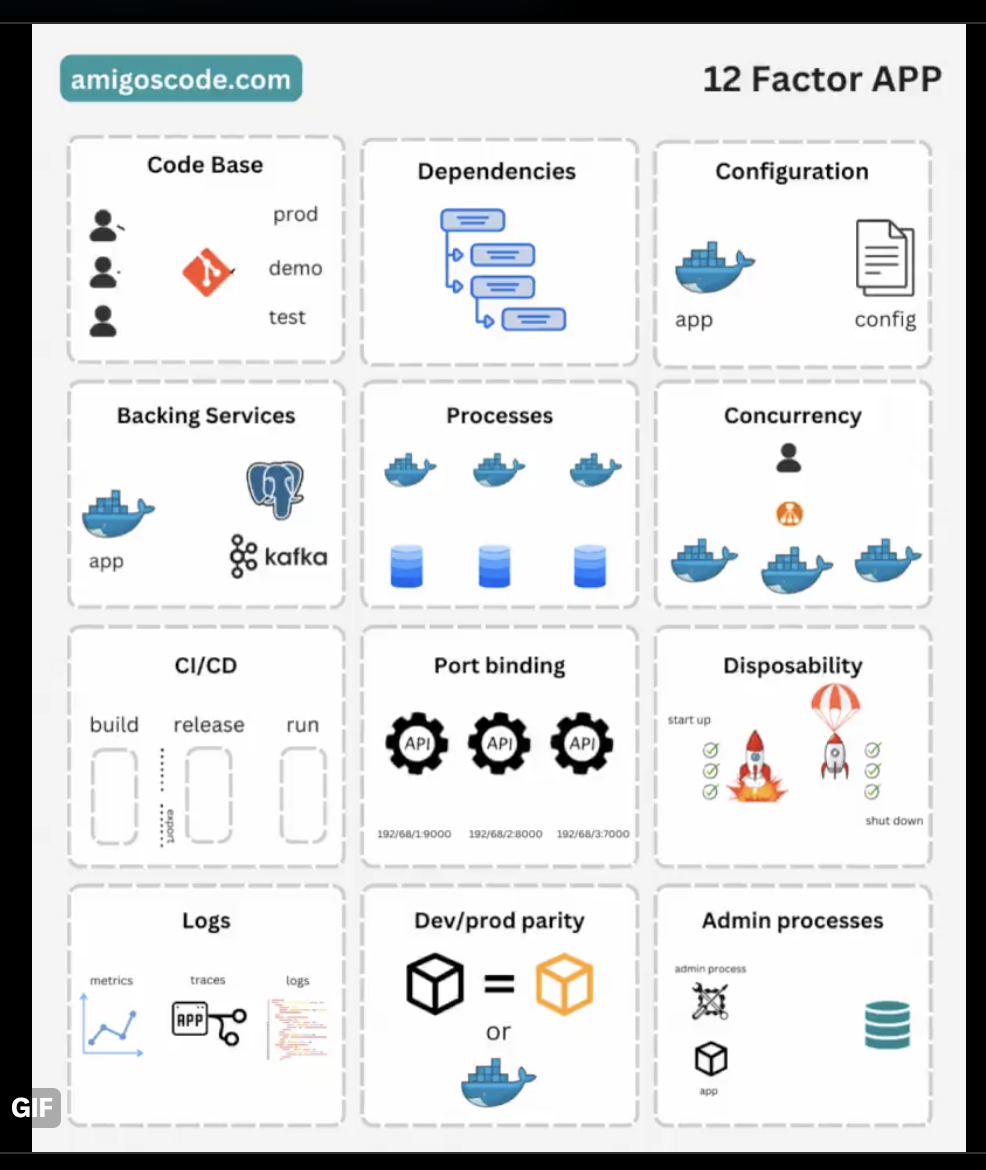 amigoscode.com
12 Factor APP
Code Base
prod
demo
test
Dependencies
Configuration
app
config
Backing Services
app
kafka
Processes
Concurrency
CI/CD
build
release
run
export
Port binding
API
API
API
192/68/1:9000
192/68/2:8000
192/68/3:7000
Disposability
start up
shut down
Logs
metrics
traces
logs
APP
Dev/prod parity
=
or
Admin processes
admin process
app
GIF